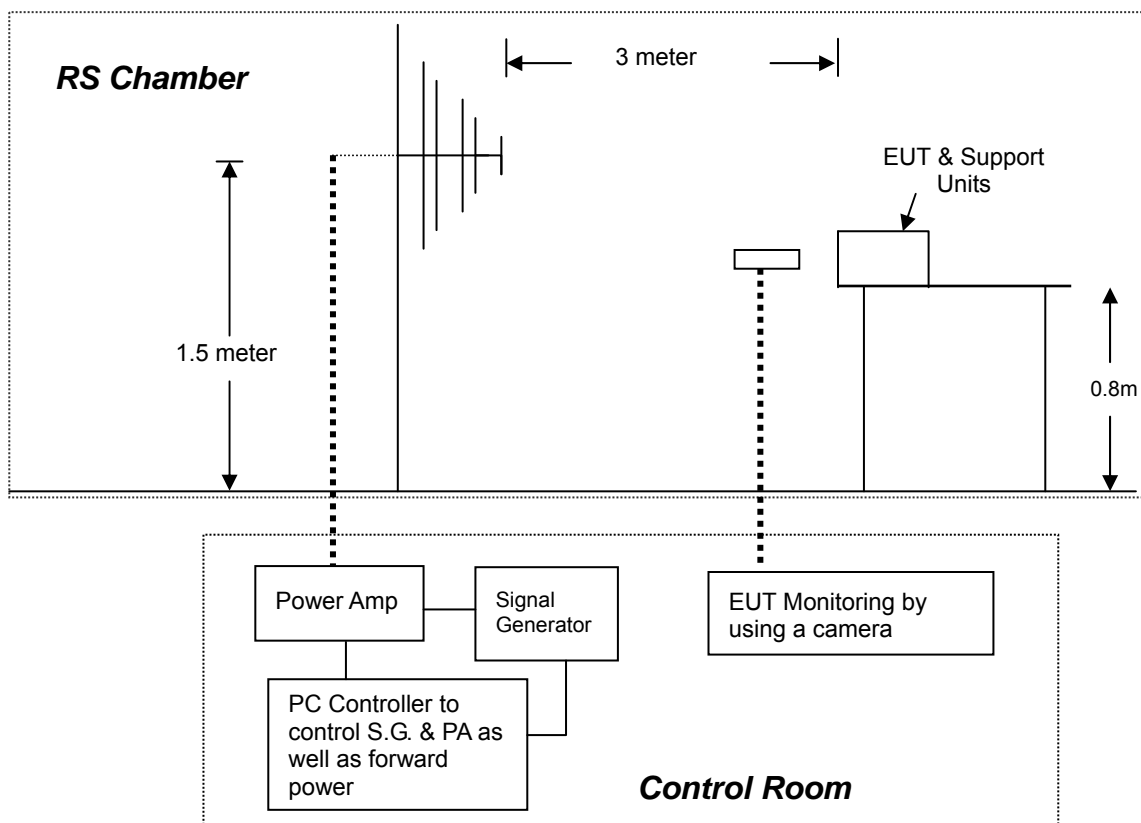 RS Chamber
3 meter
EUT & Support
Units
1.5 meter
0.8m
Power Amp
Signal
Generator
EUT Monitoring by
using a camera
PC Controller to
control S.G. & PA as
well as forward
power
Control Room